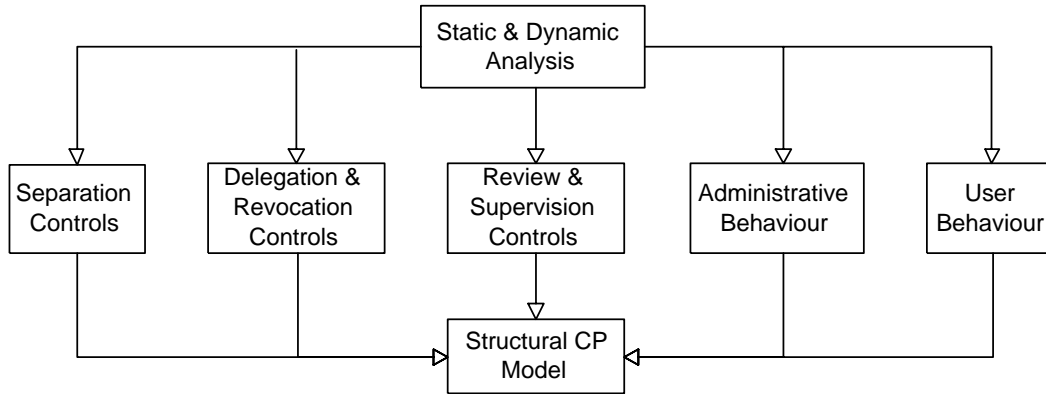 Static & Dynamic
Analysis
Separation
Controls
Delegation &
Revocation
Controls
Review &
Supervision
Controls
Administrative
Behaviour
User
Behaviour
Structural CP
Model